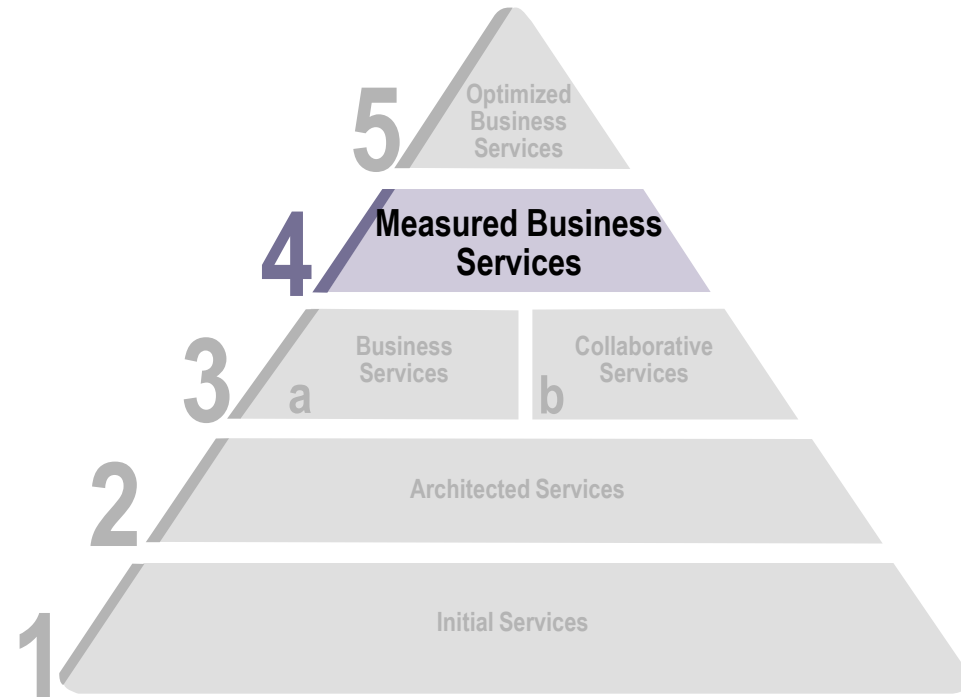 5
Optimized
Business
Services
4
Measured Business
Services
3
a
Business
Services
b
Collaborative
Services
2
Architected Services
1
Initial Services